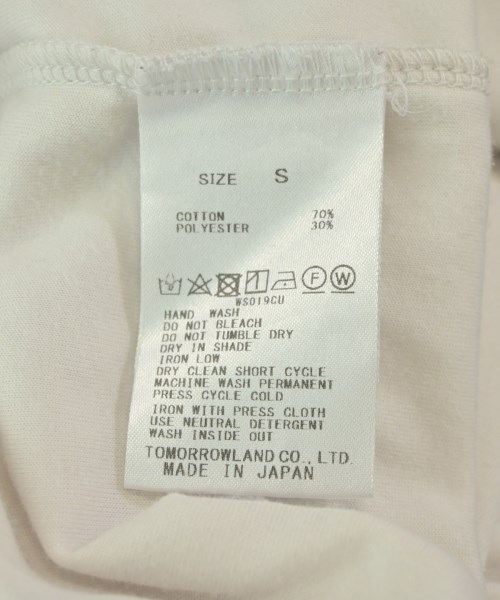 SIZE S
COTTON 70%
POLYESTER 30%
F W
WS019CU
HAND WASH
DO NOT BLEACH
DO NOT TUMBLE DRY
DRY IN SHADE
IRON LOW
DRY CLEAN SHORT CYCLE
MACHINE WASH PERMANENT
PRESS CYCLE COLD
IRON WITH PRESS CLOTH
USE NEUTRAL DETERGENT
WASH INSIDE OUT
TOMORROWLAND CO., LTD.
MADE IN JAPAN